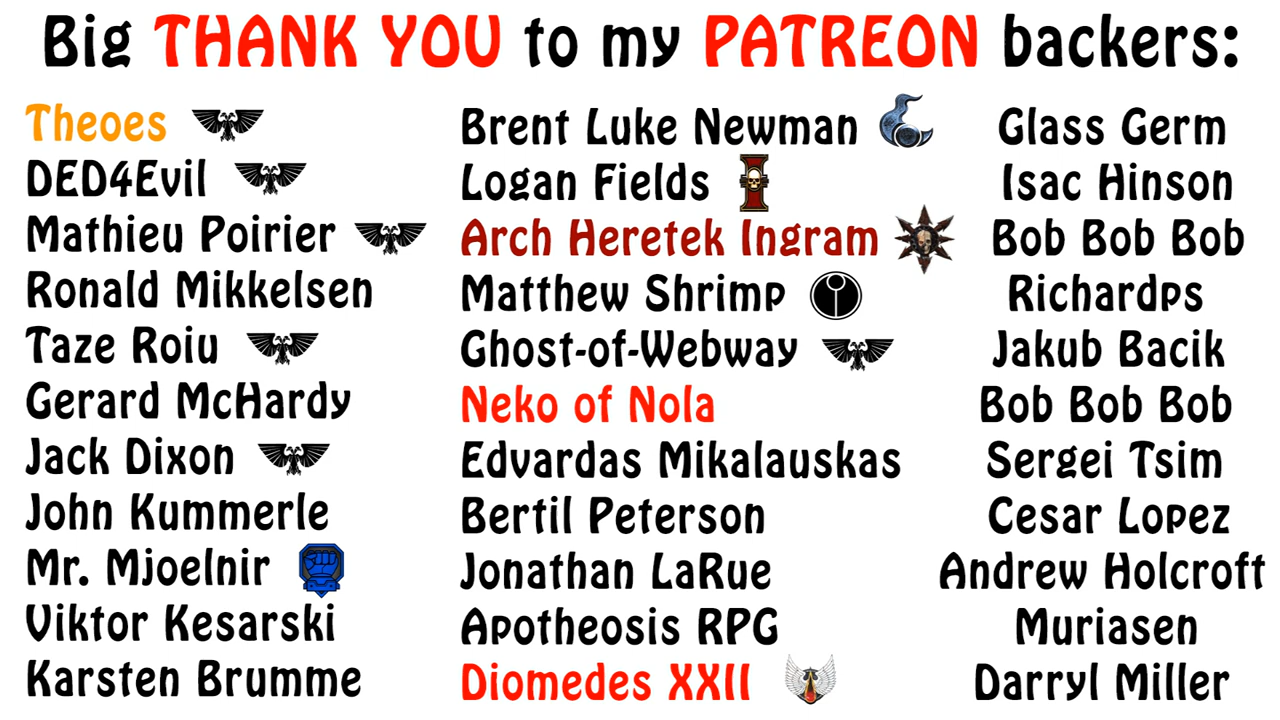 Big THANK YOU to my PATREON backers:
Theoes
DED4Evil
Mathieu Poirier
Ronald Mikkelsen
Taze Roiu
Gerard McHardy
Jack Dixon
John Kummerle
Mr. Mjoelnir
Viktor Kesarski
Karsten Brumme
Brent Luke Newman
Logan Fields
Arch Heretek Ingram
Matthew Shrimp
Ghost-of-Webway
Neko of Nola
Edvardas Mikalauskas
Bertil Peterson
Jonathan LaRue
Apotheosis RPG
Diomedes XXII
Glass Germ
Isac Hinson
Bob Bob Bob
Richardps
Jakub Bacik
Bob Bob Bob
Sergei Tsim
Cesar Lopez
Andrew Holcroft
Muriasen
Darryl Miller